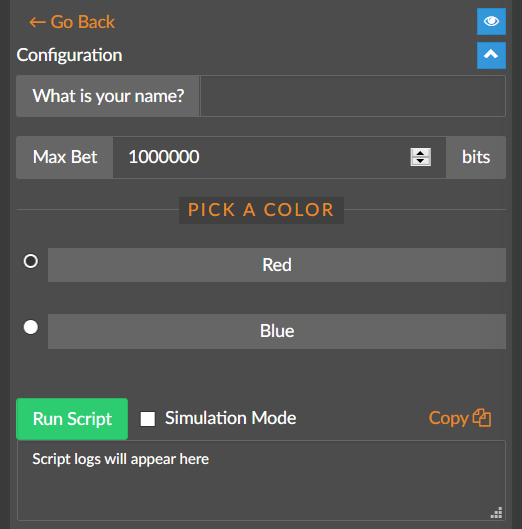 ← Go Back
Configuration
What is your name?
Max Bet 1000000 bits
PICK A COLOR
Red
Blue
Run Script Simulation Mode Copy
Script logs will appear here